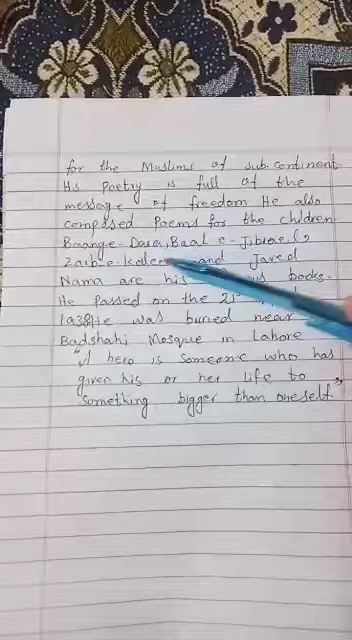 for the Muslims of sub.continent
His Poetry is full of the
message of freedom He also
composed Poems for the children.
Baange-Dara, Baal e-Jibraeel,
Zarb-e-Kaleem and Javed
Nama are his books.
He Passed on the 21st
1938 He was buried near
Badshahi Mosque in Lahore
"A hero is someone who has
given his or her life to
something bigger than oneself"